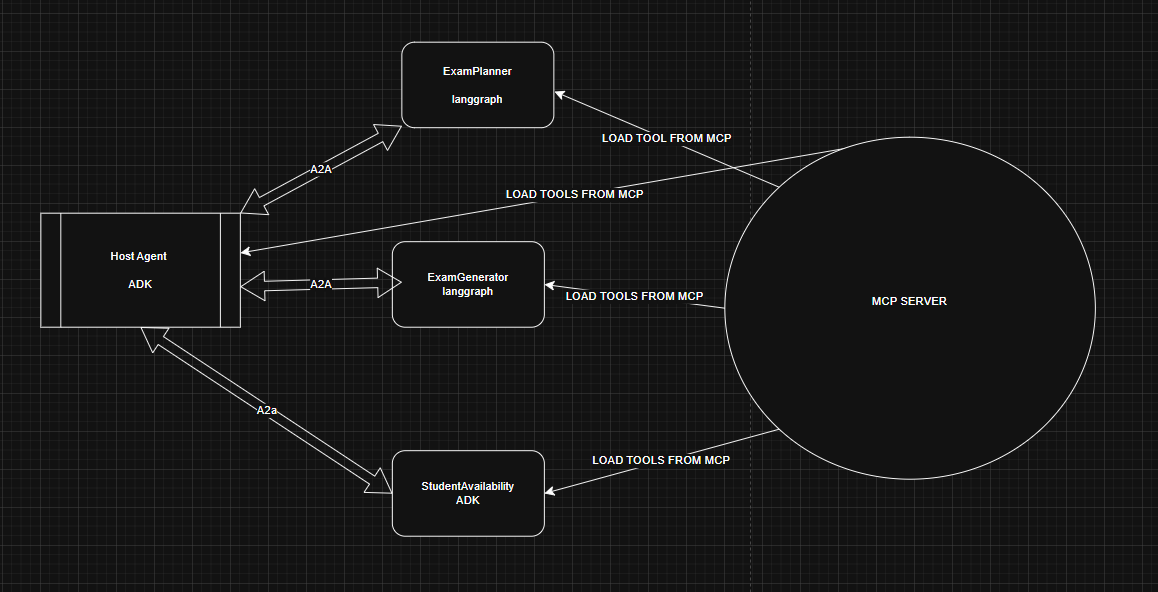 ExamPlanner
langgraph
LOAD TOOL FROM MCP
A2A
LOAD TOOLS FROM MCP
Host Agent
ADK
A2A
ExamGenerator
langgraph
LOAD TOOLS FROM MCP
MCP SERVER
A2a
LOAD TOOLS FROM MCP
StudentAvailability
ADK